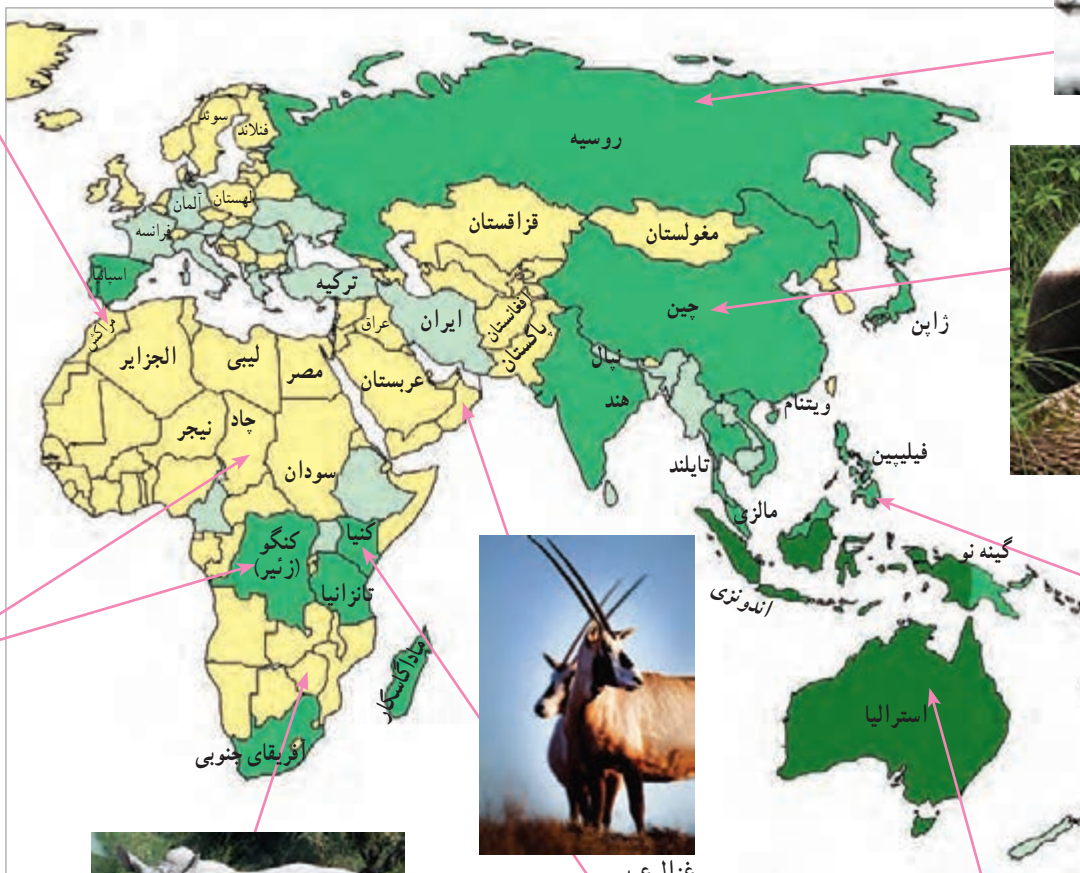 سوئد
فنلاند
روسیه
آلمان
لهستان
فرانسه
قزاقستان
مغولستان
اسپانیا
ترکیه
چین
ژاپن
مراکش
الجزایر
لیبی
مصر
عراق
ایران
افغانستان
پاکستان
عربستان
نپال
هند
ویتنام
نیجر
چاد
سودان
تایلند
فیلیپین
مالزی
کنگو
(زئیر)
کنیا
گینه نو
تانزانیا
اندونزی
ماداگاسکار
استرالیا
افریقای جنوبی